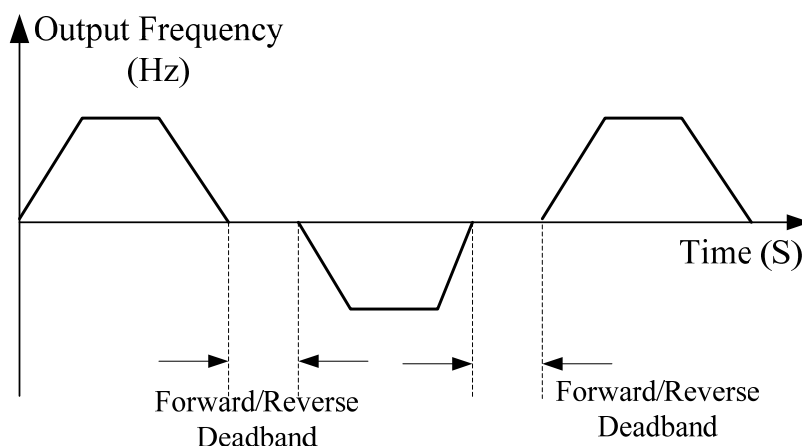 Output Frequency
(Hz)
Time (S)
Forward/Reverse
Deadband
Forward/Reverse
Deadband